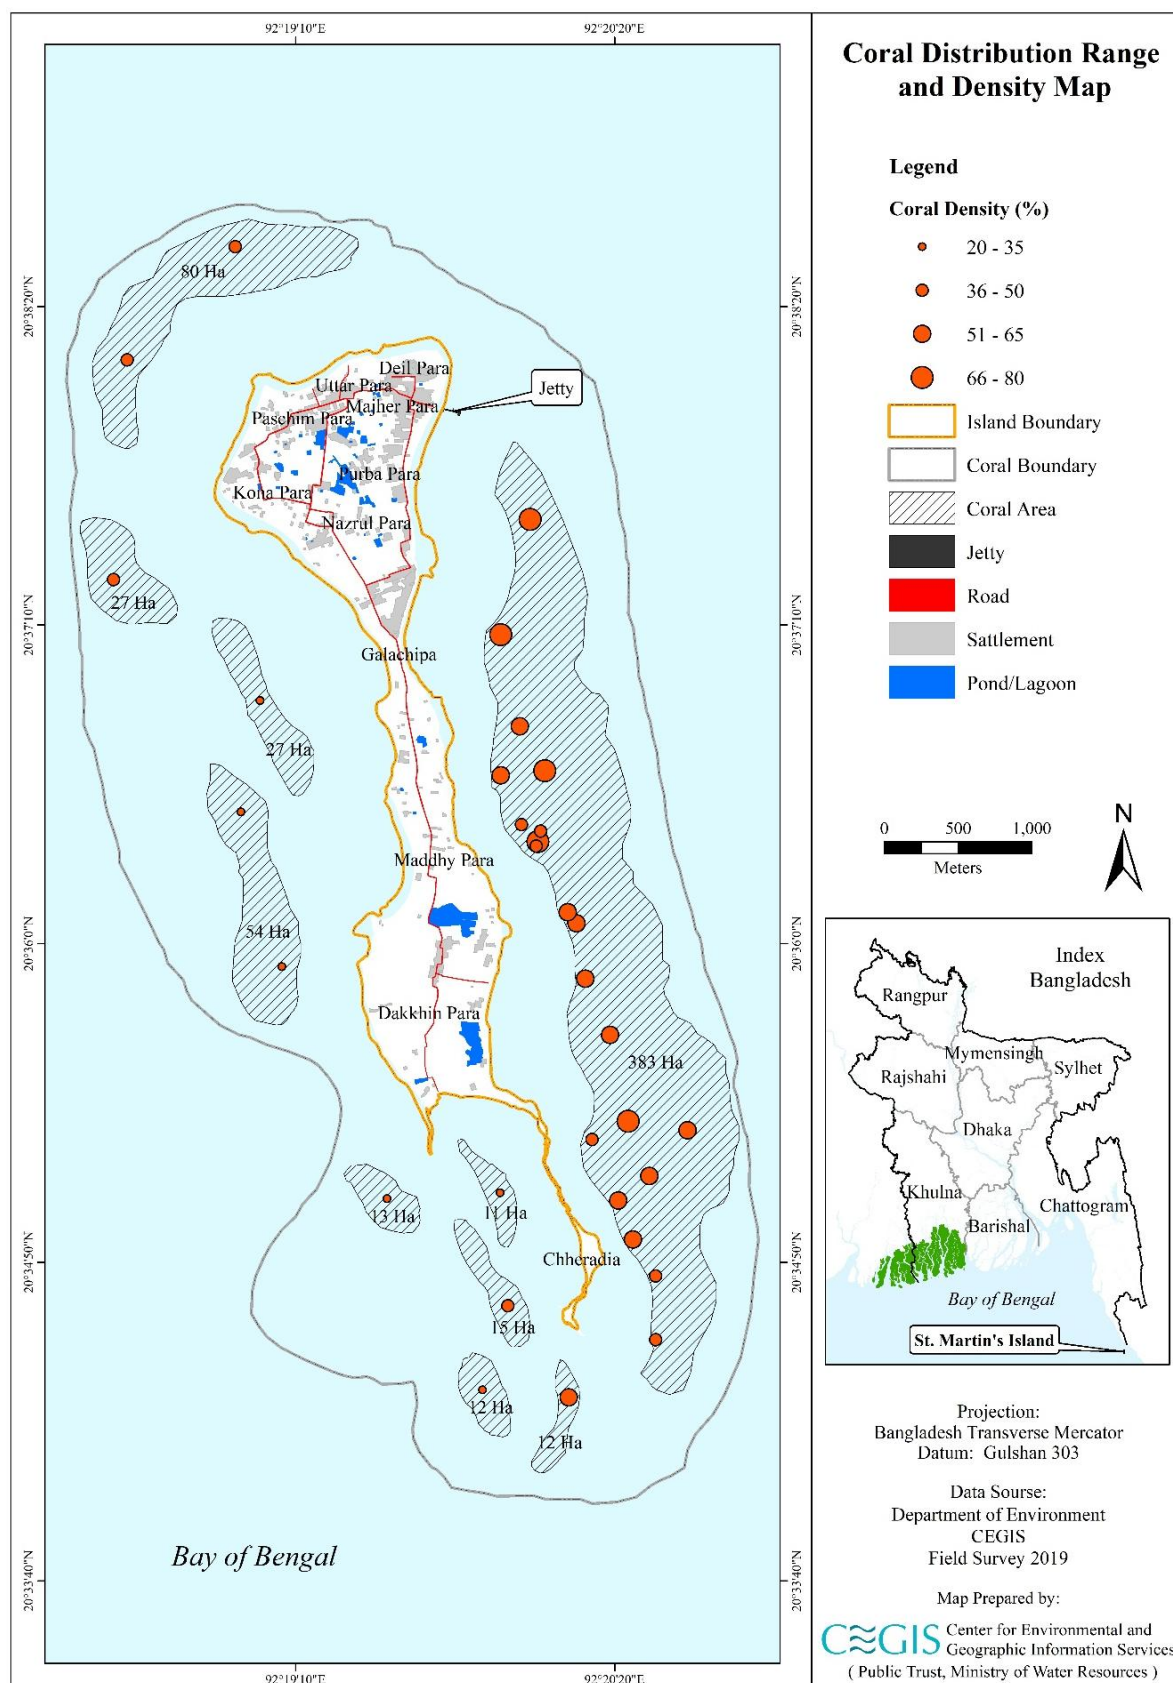 92°19'10"E
92°20'20"E
20°38'20"N
20°37'10"N
20°36'0"N
20°34'50"N
20°33'40"N
20°38'20"N
20°37'10"N
20°36'0"N
20°34'50"N
20°33'40"N
92°19'10"E
92°20'20"E
80 Ha
Deil Para
Uttar Para
Jetty
Majher Para
Paschim Para
Purba Para
Kona Para
Nazrul Para
27 Ha
Galachipa
27 Ha
Maddhy Para
54 Ha
Dakkhin Para
383 Ha
13 Ha
11 Ha
Chheradia
15 Ha
12 Ha
12 Ha
Bay of Bengal
Coral Distribution Range
and Density Map
Legend
Coral Density (%)
20 - 35
36 - 50
51 - 65
66 - 80
Island Boundary
Coral Boundary
Coral Area
Jetty
Road
Sattlement
Pond/Lagoon
N
0 500 1,000
Meters
Index
Bangladesh
Rangpur
Mymensingh
Rajshahi
Sylhet
Dhaka
Khulna
Chattogram
Barishal
Bay of Bengal
St. Martin's Island
Projection:
Bangladesh Transverse Mercator
Datum: Gulshan 303
Data Sourse:
Department of Environment
CEGIS
Field Survey 2019
Map Prepared by:
CEGIS Center for Environmental and
Geographic Information Services
( Public Trust, Ministry of Water Resources )